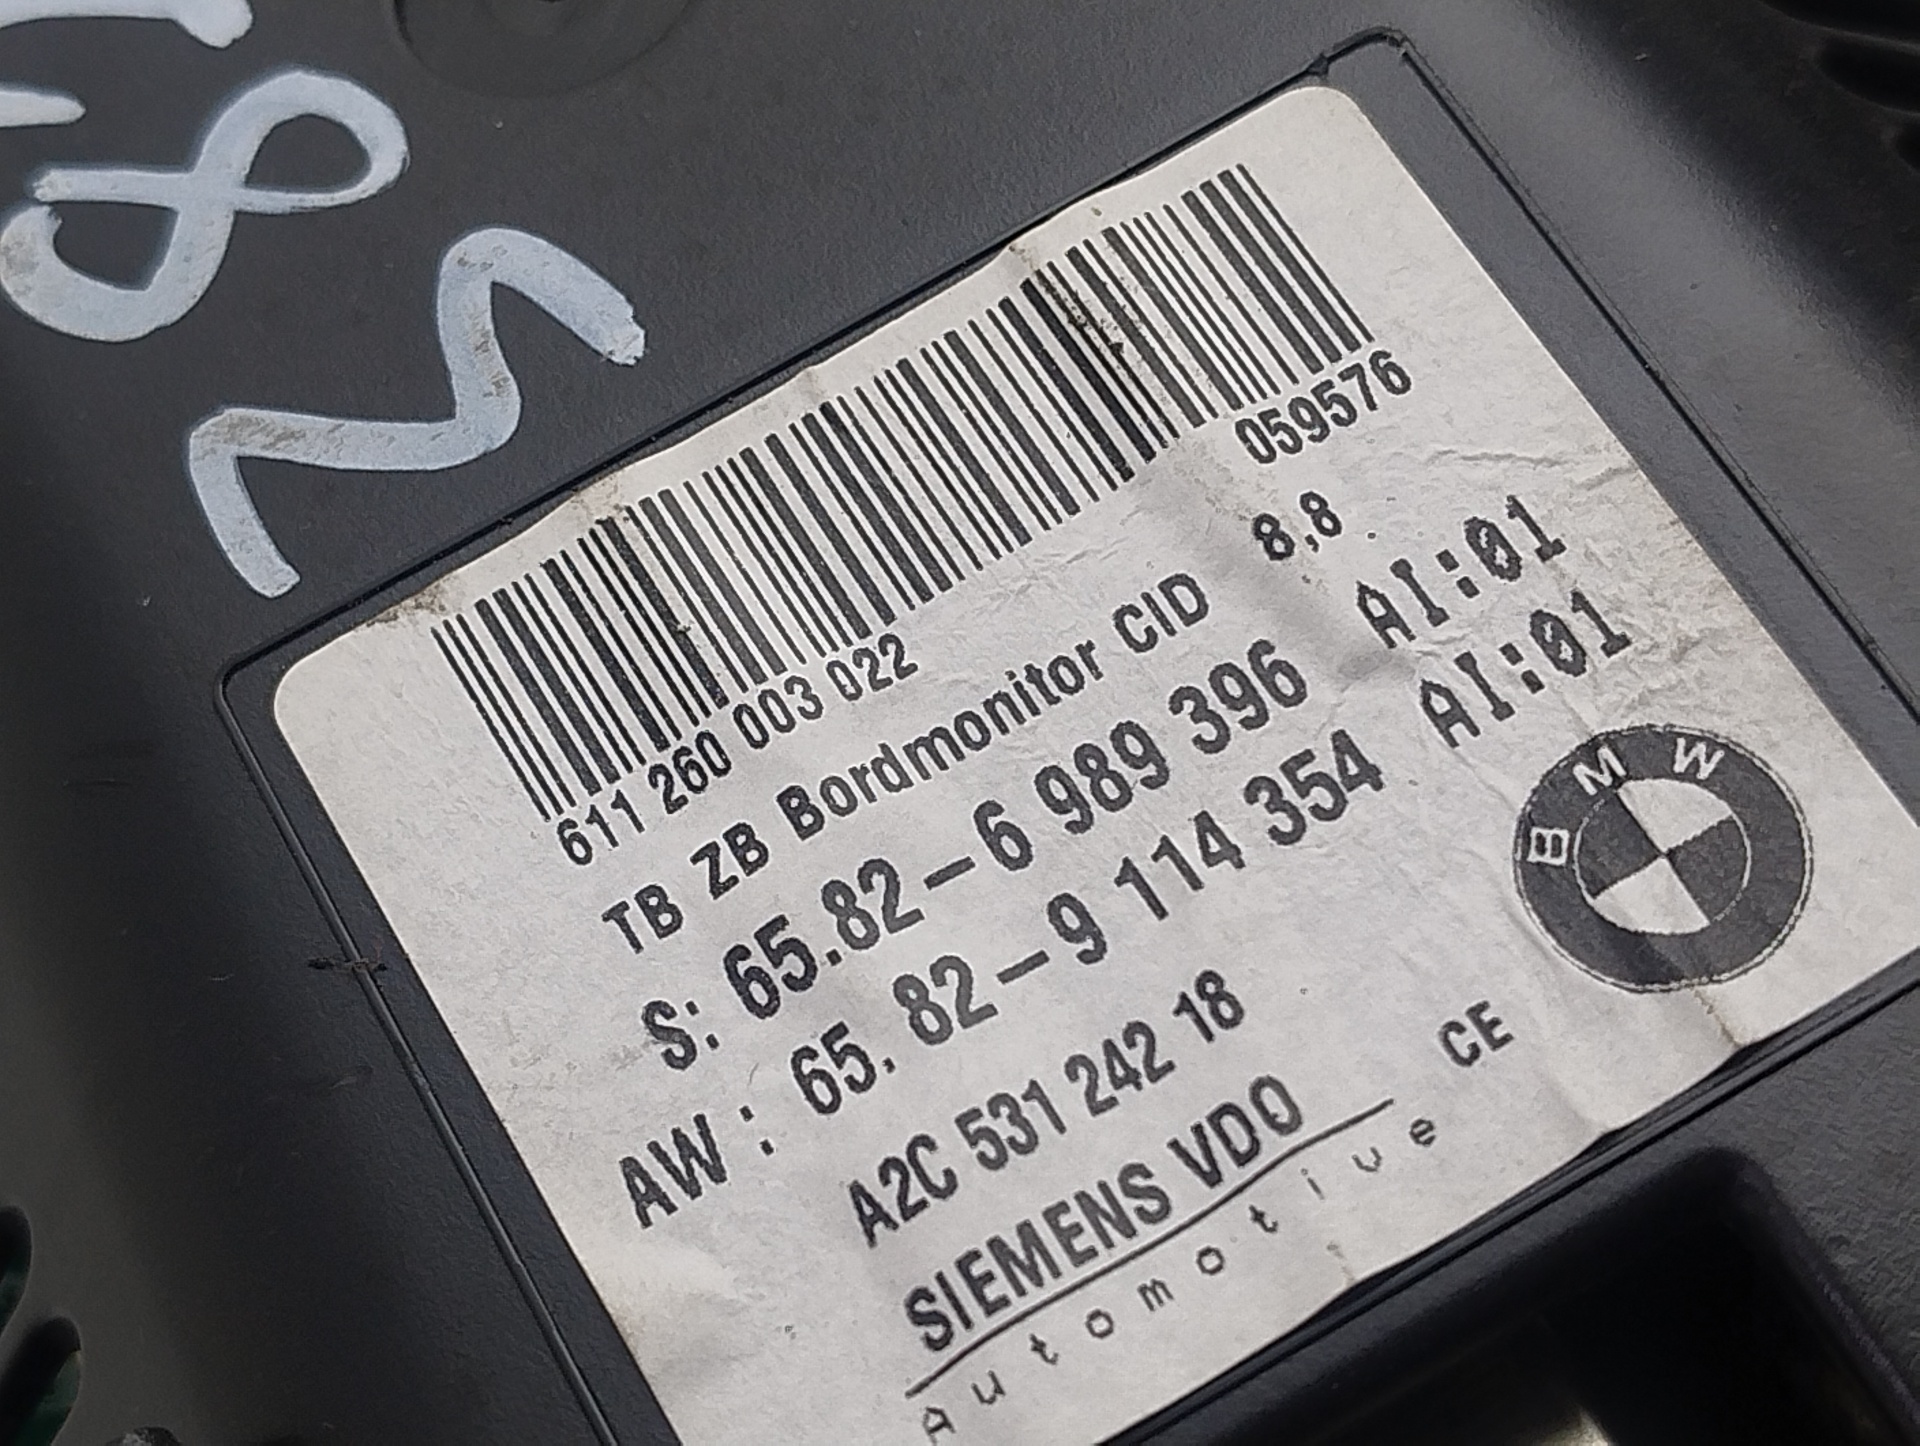 611 260 003 022 059576
TB ZB Bordmonitor CID 8,8
S: 65.82-6 989 396 AI:01
AW: 65. 82-9 114 354 AI:01
A2C 531 242 18
SIEMENS VDO
Automotive
CE
BMW